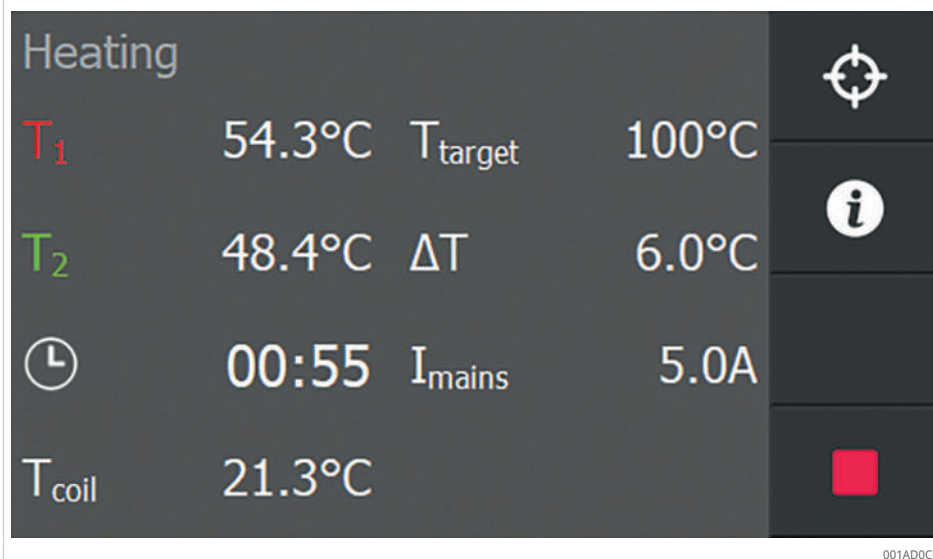 Heating
T1 54.3°C Ttarget 100°C
T2 48.4°C ΔT 6.0°C
00:55 Imains 5.0A
Tcoil 21.3°C
i
001AD0C